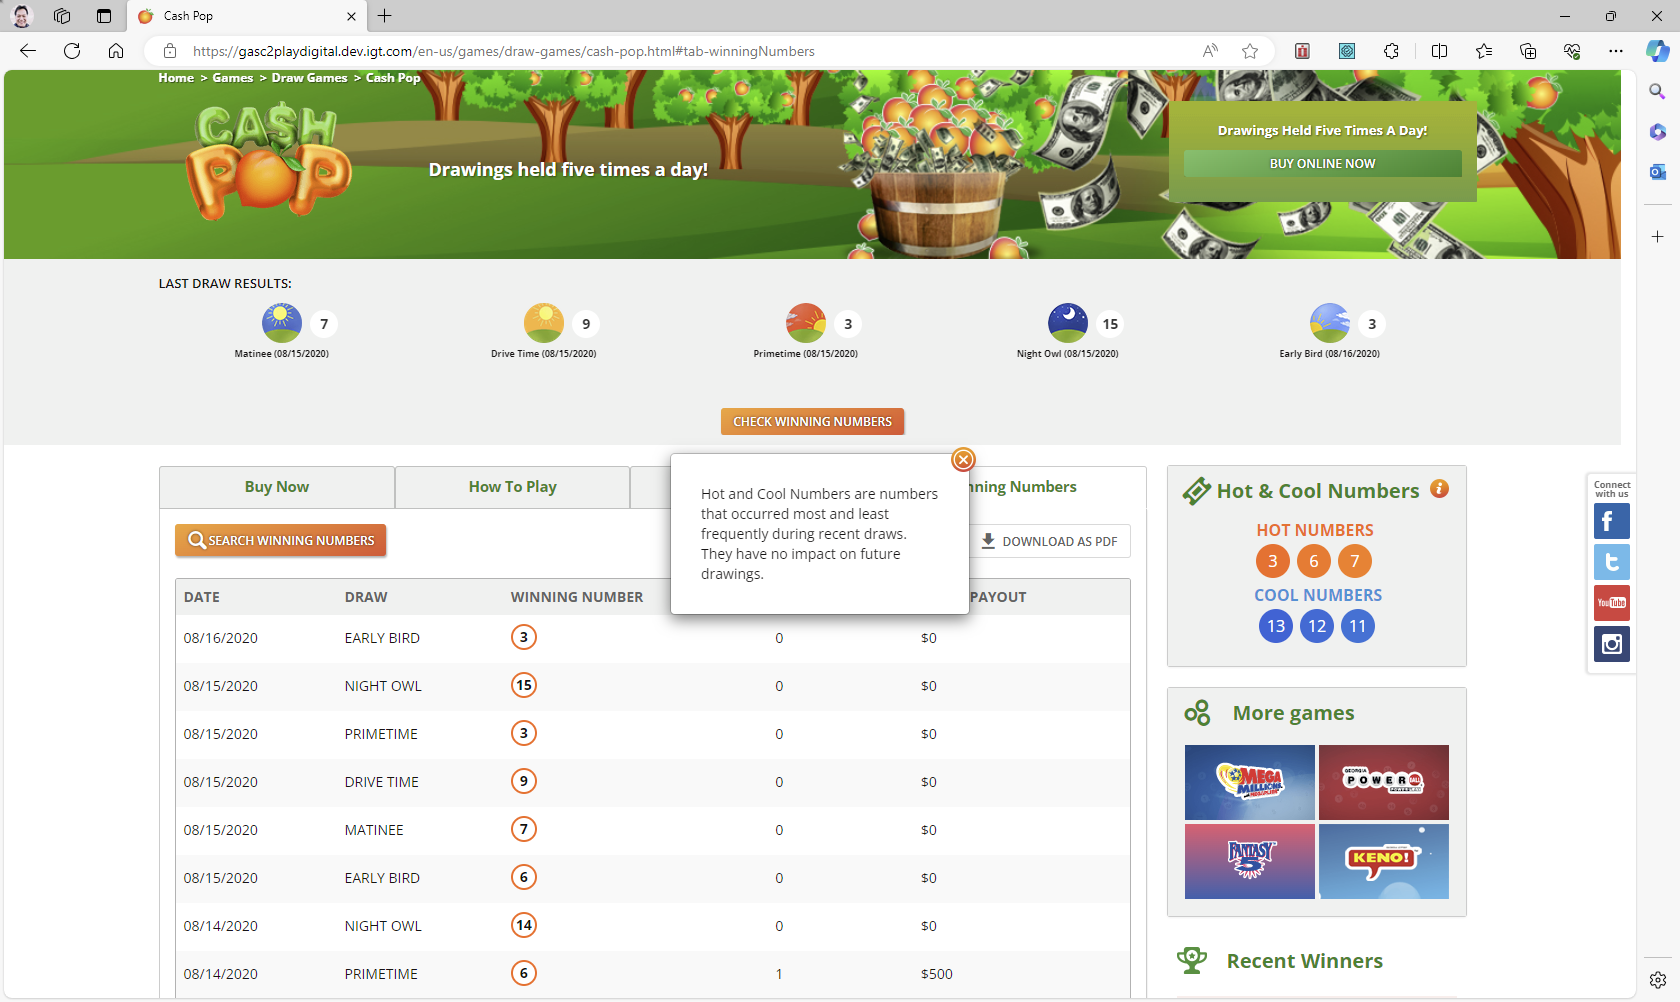 Cash Pop
https://gasc2playdigital.dev.igt.com/en-us/games/draw-games/cash-pop.html#tab-winningNumbers
Home > Games > Draw Games > Cash Pop
CA$H
POP
Drawings held five times a day!
Drawings Held Five Times A Day!
BUY ONLINE NOW
LAST DRAW RESULTS:
7
Matinee (08/15/2020)
9
Drive Time (08/15/2020)
3
Primetime (08/15/2020)
15
Night Owl (08/15/2020)
3
Early Bird (08/16/2020)
CHECK WINNING NUMBERS
Buy Now
How To Play
nning Numbers
Hot and Cool Numbers are numbers
that occurred most and least
frequently during recent draws.
They have no impact on future
drawings.
SEARCH WINNING NUMBERS
DOWNLOAD AS PDF
DATE DRAW WINNING NUMBER PAYOUT
08/16/2020 EARLY BIRD 3 0 $0
08/15/2020 NIGHT OWL 15 0 $0
08/15/2020 PRIMETIME 3 0 $0
08/15/2020 DRIVE TIME 9 0 $0
08/15/2020 MATINEE 7 0 $0
08/15/2020 EARLY BIRD 6 0 $0
08/14/2020 NIGHT OWL 14 0 $0
08/14/2020 PRIMETIME 6 1 $500
Hot & Cool Numbers i
HOT NUMBERS
3 6 7
COOL NUMBERS
13 12 11
More games
MEGA
MILLIONS
GEORGIA
POWERBALL
FANTASY
5
KENO!
Recent Winners
Connect
with us
YouTube